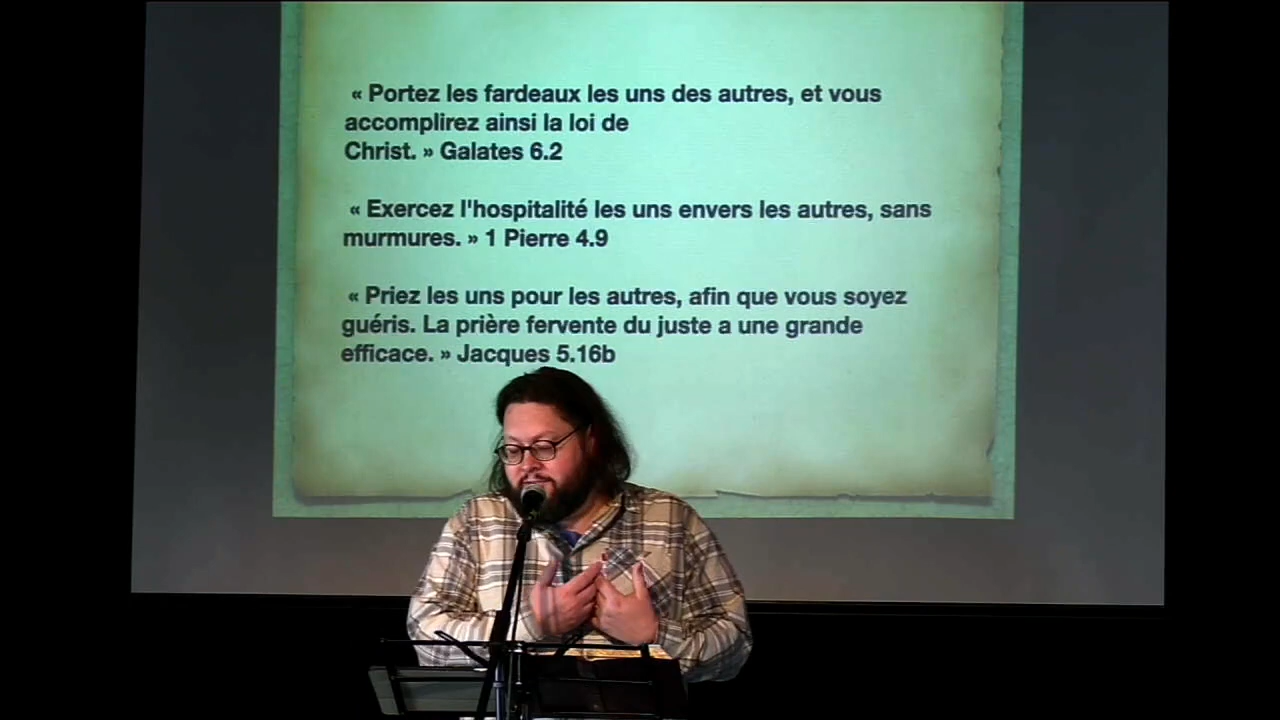 « Portez les fardeaux les uns des autres, et vous
accomplirez ainsi la loi de
Christ. » Galates 6.2
« Exercez l'hospitalité les uns envers les autres, sans
murmures. » 1 Pierre 4.9
« Priez les uns pour les autres, afin que vous soyez
guéris. La prière fervente du juste a une grande
efficace. » Jacques 5.16b